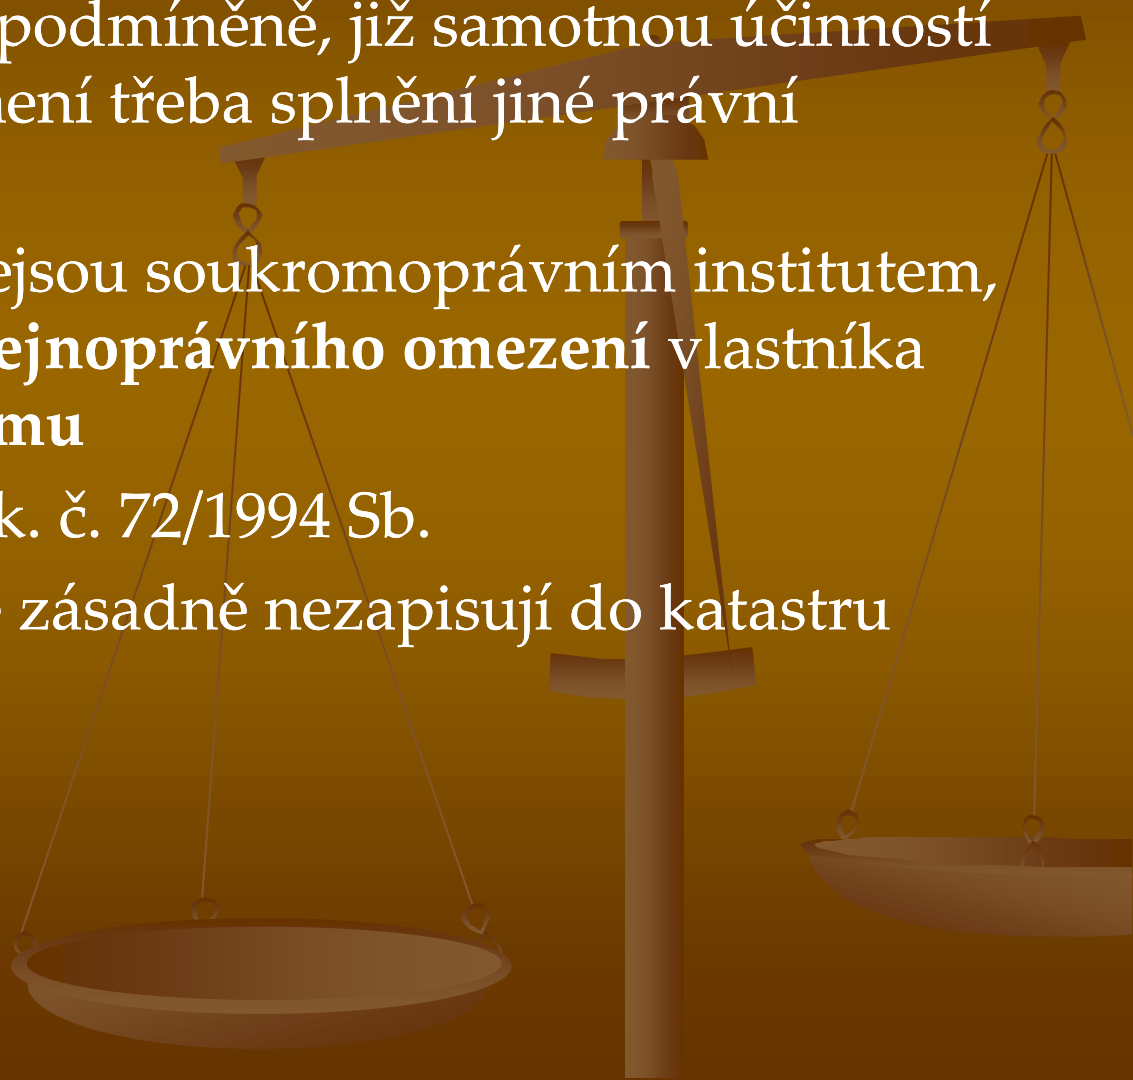 podmíněně, již samotnou účinností
není třeba splnění jiné právní
ejsou soukromoprávním institutem,
ejnoprávního omezení vlastníka
mu
k. č. 72/1994 Sb.
zásadně nezapisují do katastru